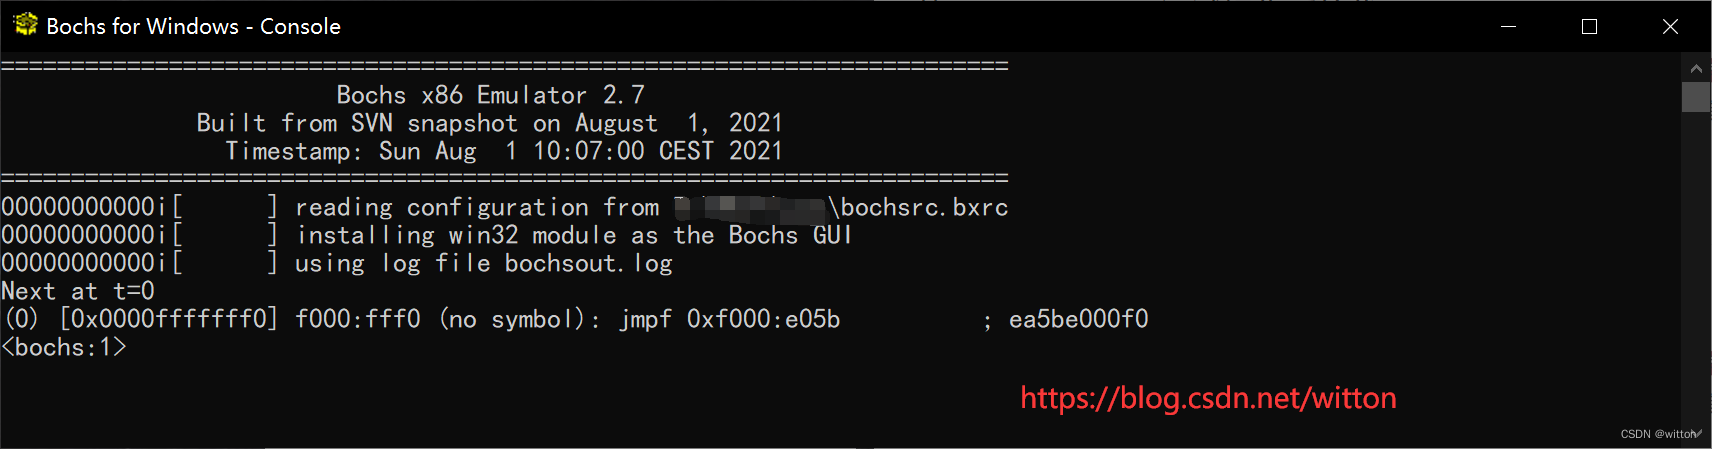 Bochs for Windows - Console
========================================================================
Bochs x86 Emulator 2.7
Built from SVN snapshot on August  1, 2021
Timestamp: Sun Aug  1 10:07:00 CEST 2021
========================================================================
00000000000i[      ] reading configuration from \bochsrc.bxrc
00000000000i[      ] installing win32 module as the Bochs GUI
00000000000i[      ] using log file bochsout.log
Next at t=0
(0) [0x0000fffffff0] f000:fff0 (no symbol): jmpf 0xf000:e05b          ; ea5be000f0
<bochs:1>
https://blog.csdn.net/witton
CSDN @witton